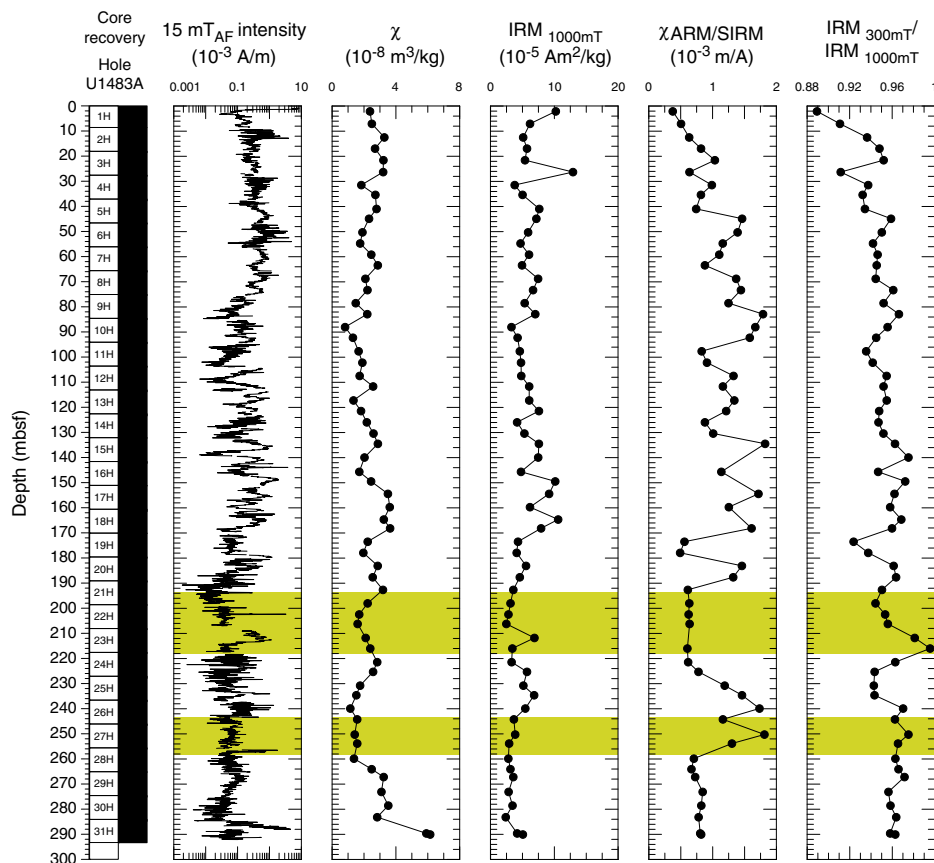 Core
recovery
Hole
U1483A
15 mT_AF intensity
(10⁻³ A/m)
χ
(10⁻⁸ m³/kg)
IRM 1000mT
(10⁻⁵ Am²/kg)
χARM/SIRM
(10⁻³ m/A)
IRM 300mT/
IRM 1000mT
0.001 0.1 10
0 4 8
0 10 20
0 1 2
0.88 0.92 0.96 1
Depth (mbsf)
0
10
20
30
40
50
60
70
80
90
100
110
120
130
140
150
160
170
180
190
200
210
220
230
240
250
260
270
280
290
300
1H
2H
3H
4H
5H
6H
7H
8H
9H
10H
11H
12H
13H
14H
15H
16H
17H
18H
19H
20H
21H
22H
23H
24H
25H
26H
27H
28H
29H
30H
31H